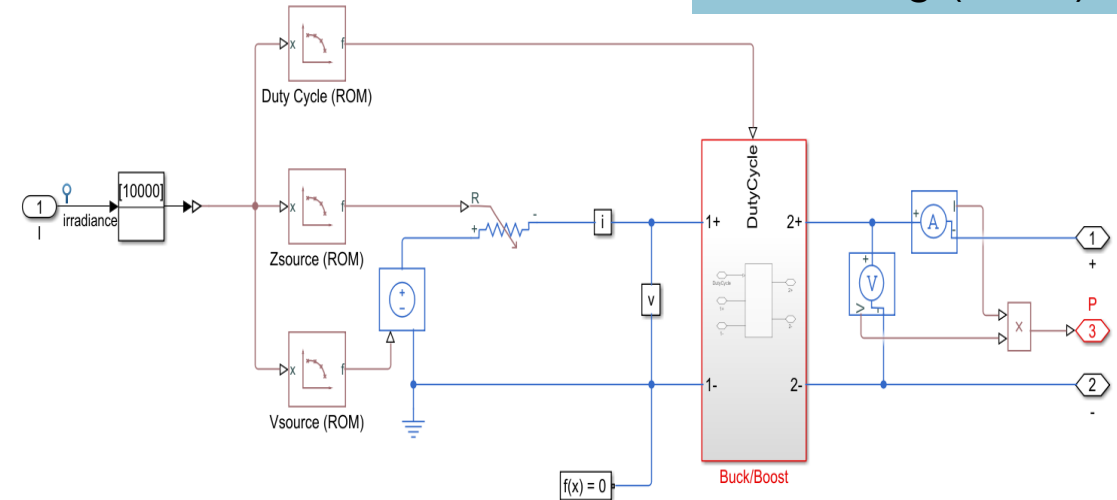 Duty Cycle (ROM)
x
f
[10000]
1
irradiance
I
x
f
Zsource (ROM)
R
+
-
i
+
-
v
x
f
Vsource (ROM)
f(x) = 0
DutyCycle
1+
2+
1-
2-
Buck/Boost
+
A
I
-
+
V
V
-
x
1
+
P
3
2
-